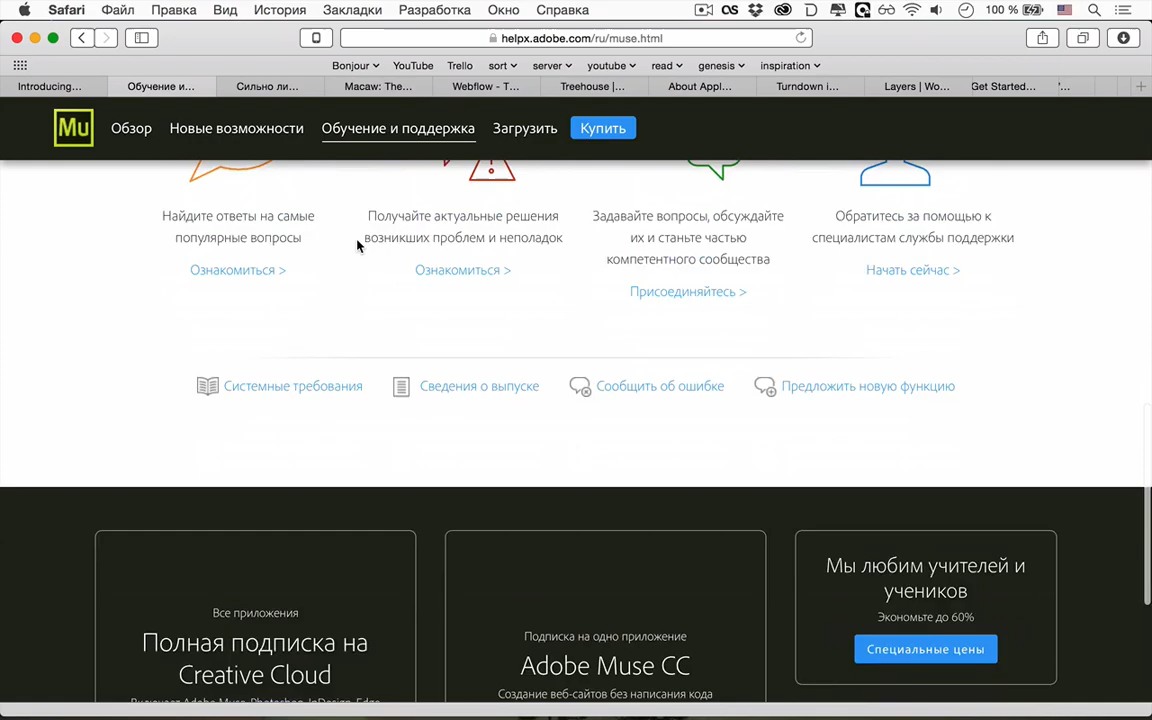 Safari Файл Правка Вид История Закладки Разработка Окно Справка 100 %
helpx.adobe.com/ru/muse.html
Bonjour YouTube Trello sort server youtube read genesis inspiration
Introducing... Обучение и... Сильно ли... Macaw: The... Webflow - T... Treehouse |... About Appl... Turndown i... Layers | Wo... Get Started...
Mu Обзор Новые возможности Обучение и поддержка Загрузить Купить
Найдите ответы на самые
популярные вопросы
Ознакомиться >
Получайте актуальные решения
возникших проблем и неполадок
Ознакомиться >
Задавайте вопросы, обсуждайте
их и станьте частью
компетентного сообщества
Присоединяйтесь >
Обратитесь за помощью к
специалистам службы поддержки
Начать сейчас >
Системные требования Сведения о выпуске Сообщить об ошибке Предложить новую функцию
Все приложения
Полная подписка на
Creative Cloud
Включает Adobe Muse, Photoshop, InDesign, Edge
Подписка на одно приложение
Adobe Muse CC
Создание веб-сайтов без написания кода
Мы любим учителей и
учеников
Экономьте до 60%
Специальные цены